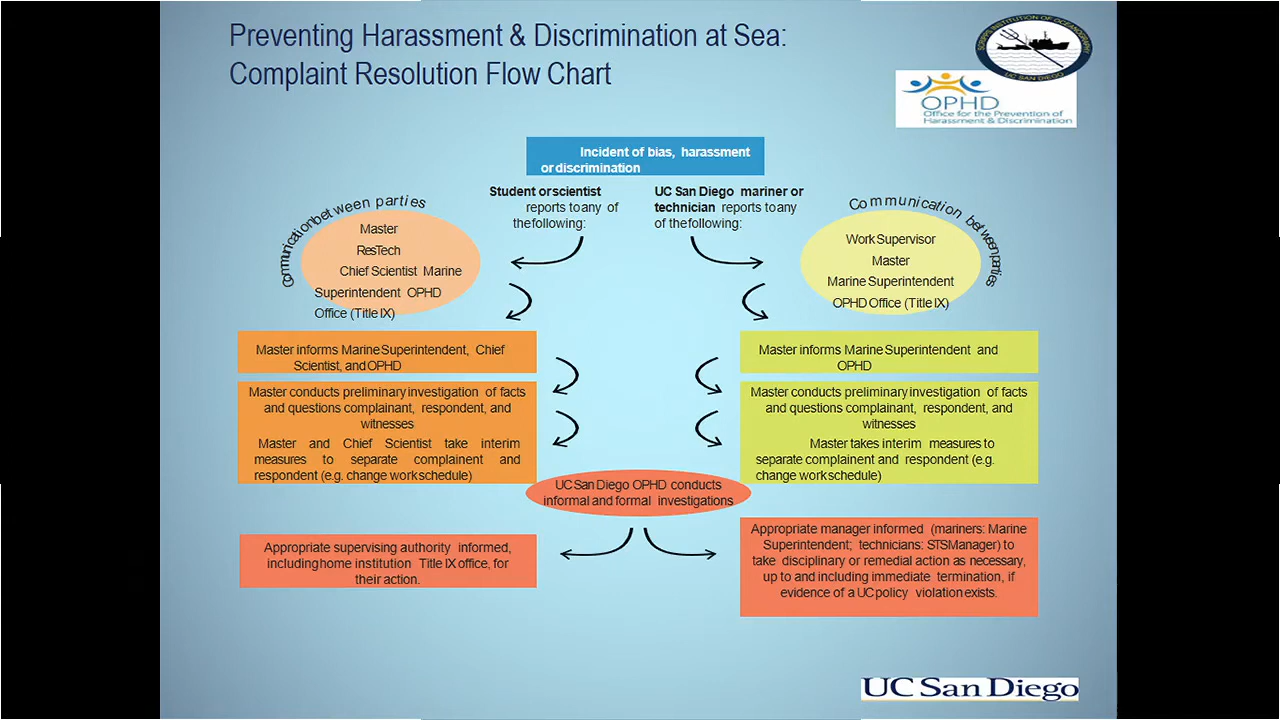 Preventing Harassment & Discrimination at Sea:
Complaint Resolution Flow Chart
SCRIPPS INSTITUTION OF OCEANOGRAPHY
UC SAN DIEGO
OPHD
Office for the Prevention of
Harassment & Discrimination
Incident of bias, harassment
or discrimination
Student or scientist
reports to any of
the following:
UC San Diego mariner or
technician reports to any
of the following:
Communication between parties
Master
ResTech
Chief Scientist Marine
Superintendent OPHD
Office (Title IX)
Communication between parties
Work Supervisor
Master
Marine Superintendent
OPHD Office (Title IX)
Master informs Marine Superintendent, Chief
Scientist, and OPHD
Master conducts preliminary investigation of facts
and questions complainant, respondent, and
witnesses
Master and Chief Scientist take interim
measures to separate complainent and
respondent (e.g. change work schedule)
Master informs Marine Superintendent and
OPHD
Master conducts preliminary investigation of facts
and questions complainant, respondent, and
witnesses
Master takes interim measures to
separate complainent and respondent (e.g.
change work schedule)
UC San Diego OPHD conducts
informal and formal investigations
Appropriate supervising authority informed,
including home institution Title IX office, for
their action.
Appropriate manager informed (mariners: Marine
Superintendent; technicians: STS Manager) to
take disciplinary or remedial action as necessary,
up to and including immediate termination, if
evidence of a UC policy violation exists.
UC San Diego